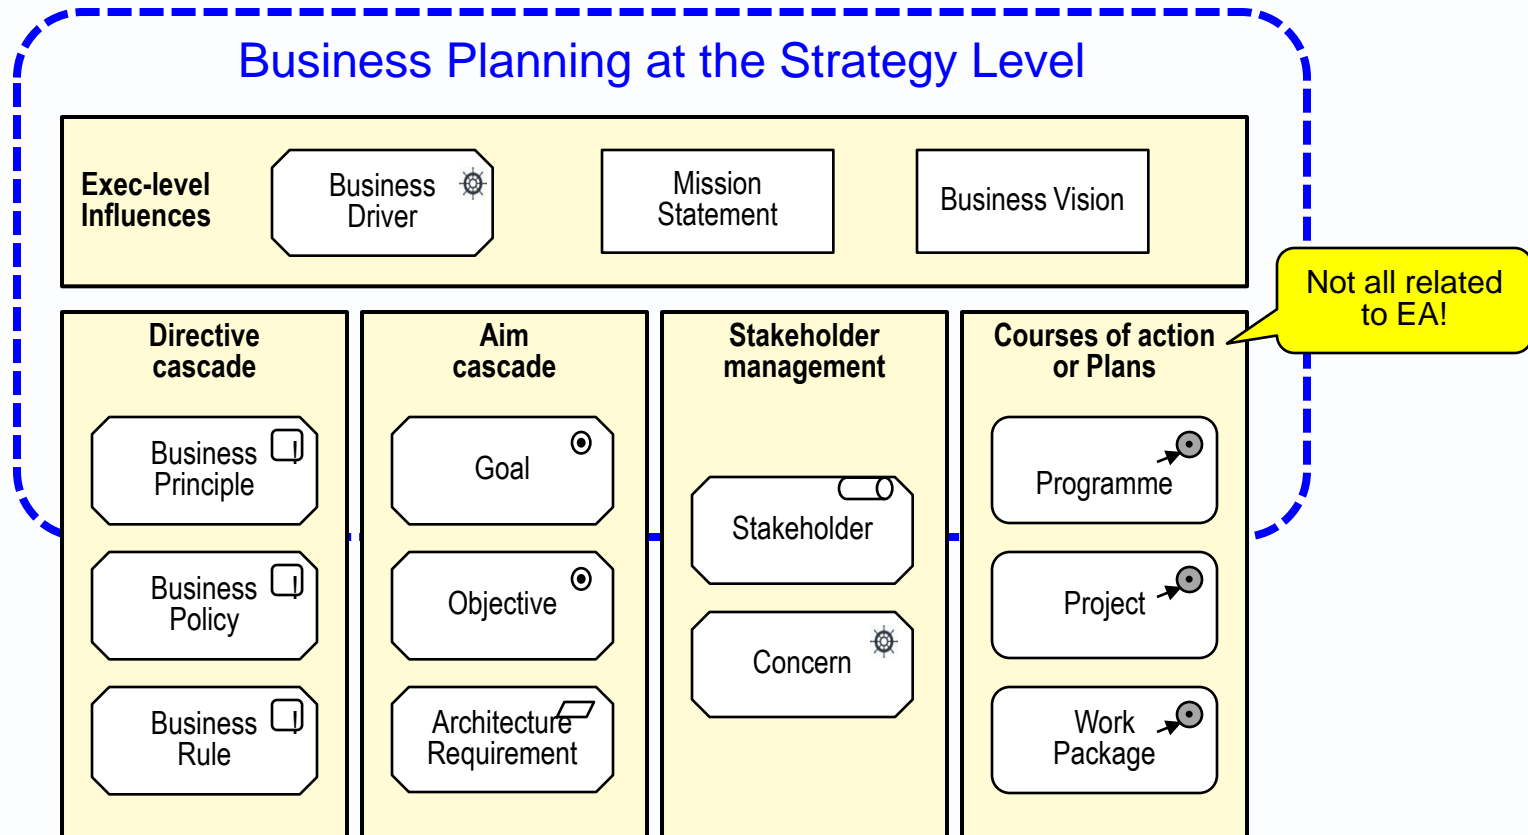 Business Planning at the Strategy Level
Exec-level
Influences
Business
Driver
Mission
Statement
Business Vision
Not all related
to EA!
Directive
cascade
Business
Principle
Business
Policy
Business
Rule
Aim
cascade
Goal
Objective
Architecture
Requirement
Stakeholder
management
Stakeholder
Concern
Courses of action
or Plans
Programme
Project
Work
Package